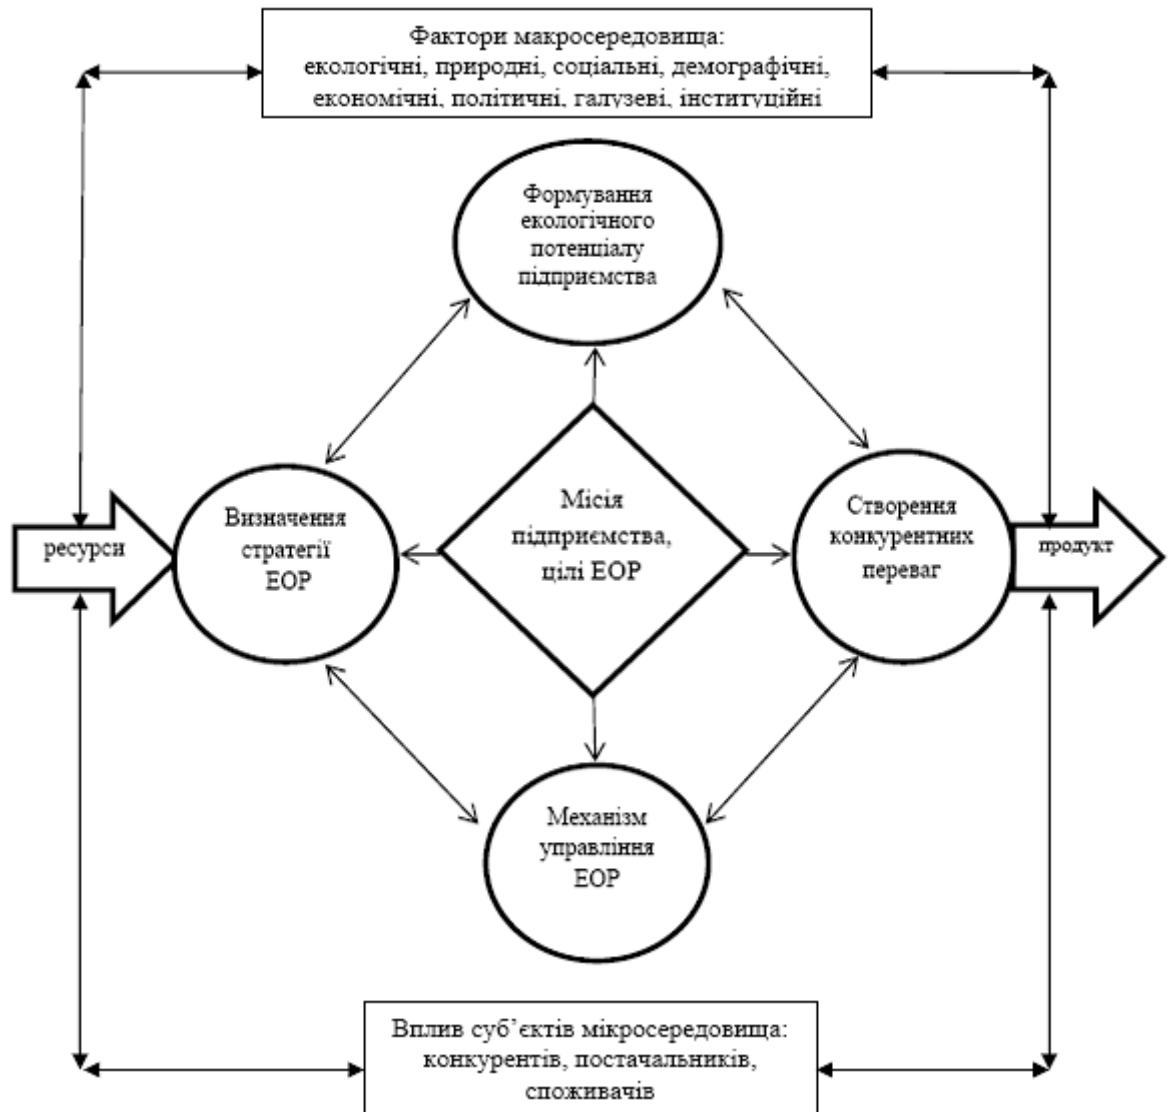 Фактори макросередовища:
екологічні, природні, соціальні, демографічні,
економічні, політичні, галузеві, інституційні
Формування
екологічного
потенціалу
підприємства
ресурси
Визначення
стратегії
ЕОР
Місія
підприємства,
цілі ЕОР
Створення
конкурентних
переваг
продукт
Механізм
управління
ЕОР
Вплив суб’єктів мікросередовища:
конкурентів, постачальників,
споживачів